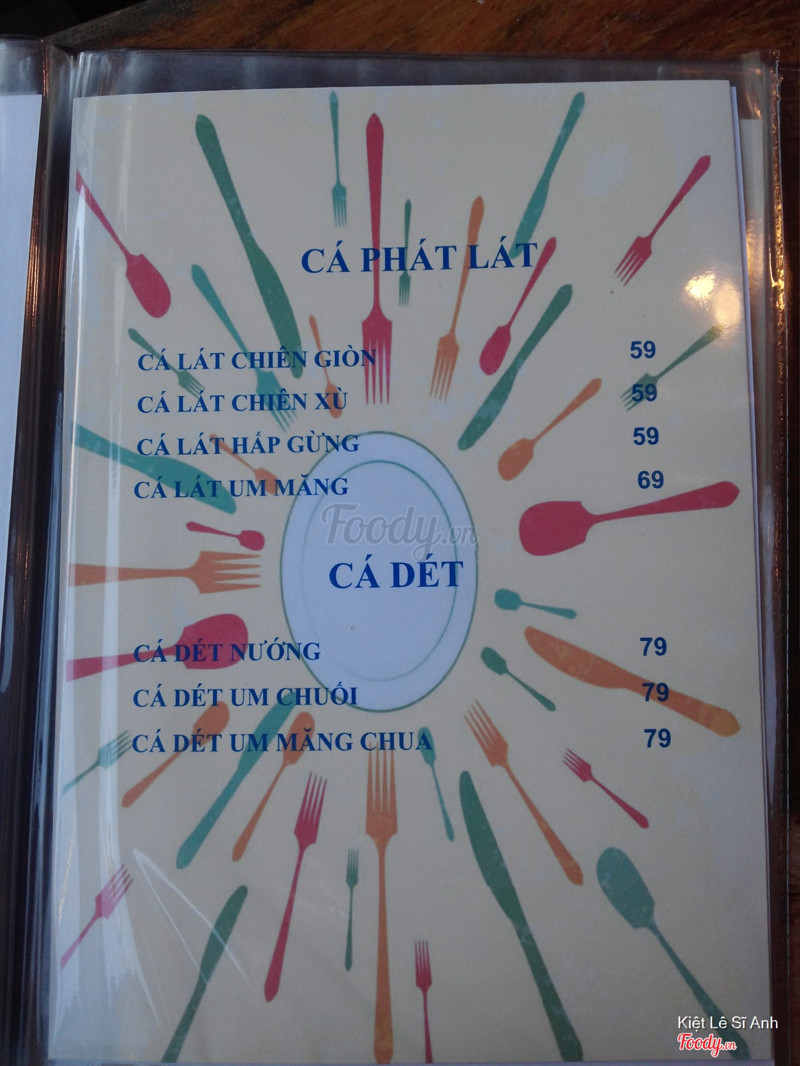 CÁ PHÁT LÁT
CÁ LÁT CHIÊN GIÒN 59
CÁ LÁT CHIÊN XÙ 59
CÁ LÁT HẤP GỪNG 59
CÁ LÁT UM MĂNG 69
Foody.vn
CÁ DÉT
CÁ DÉT NƯỚNG 79
CÁ DÉT UM CHUỐI 79
CÁ DÉT UM MĂNG CHUA 79
Kiệt Lê Sĩ Anh
Foody.vn